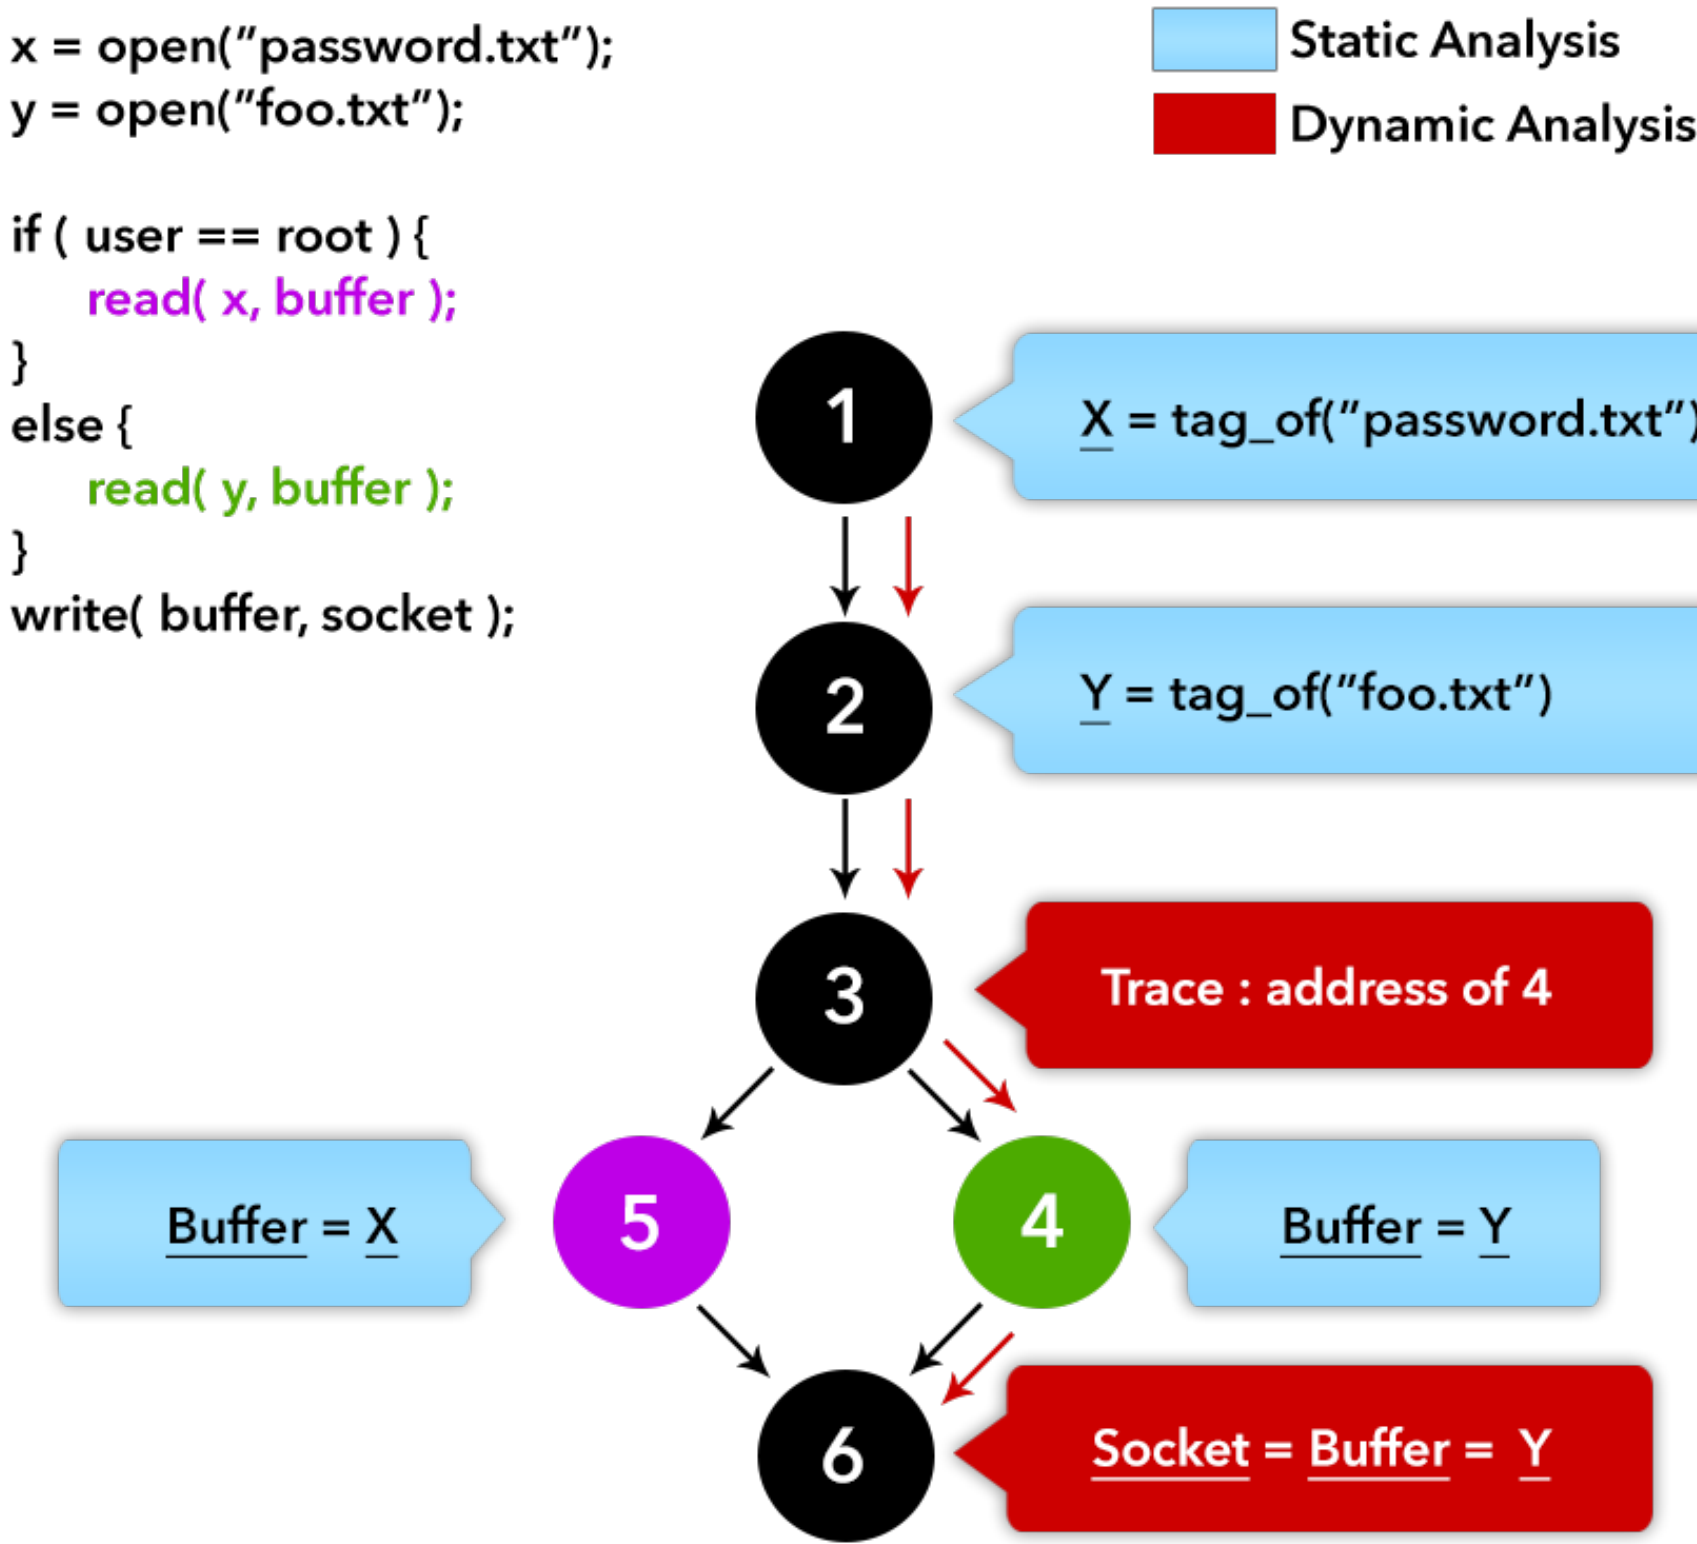 x = open("password.txt");
y = open("foo.txt");
if ( user == root ) {
read( x, buffer );
}
else {
read( y, buffer );
}
write( buffer, socket );
Static Analysis
Dynamic Analysis
1
X = tag_of("password.txt")
2
Y = tag_of("foo.txt")
3
Trace : address of 4
Buffer = X
5
4
Buffer = Y
6
Socket = Buffer = Y